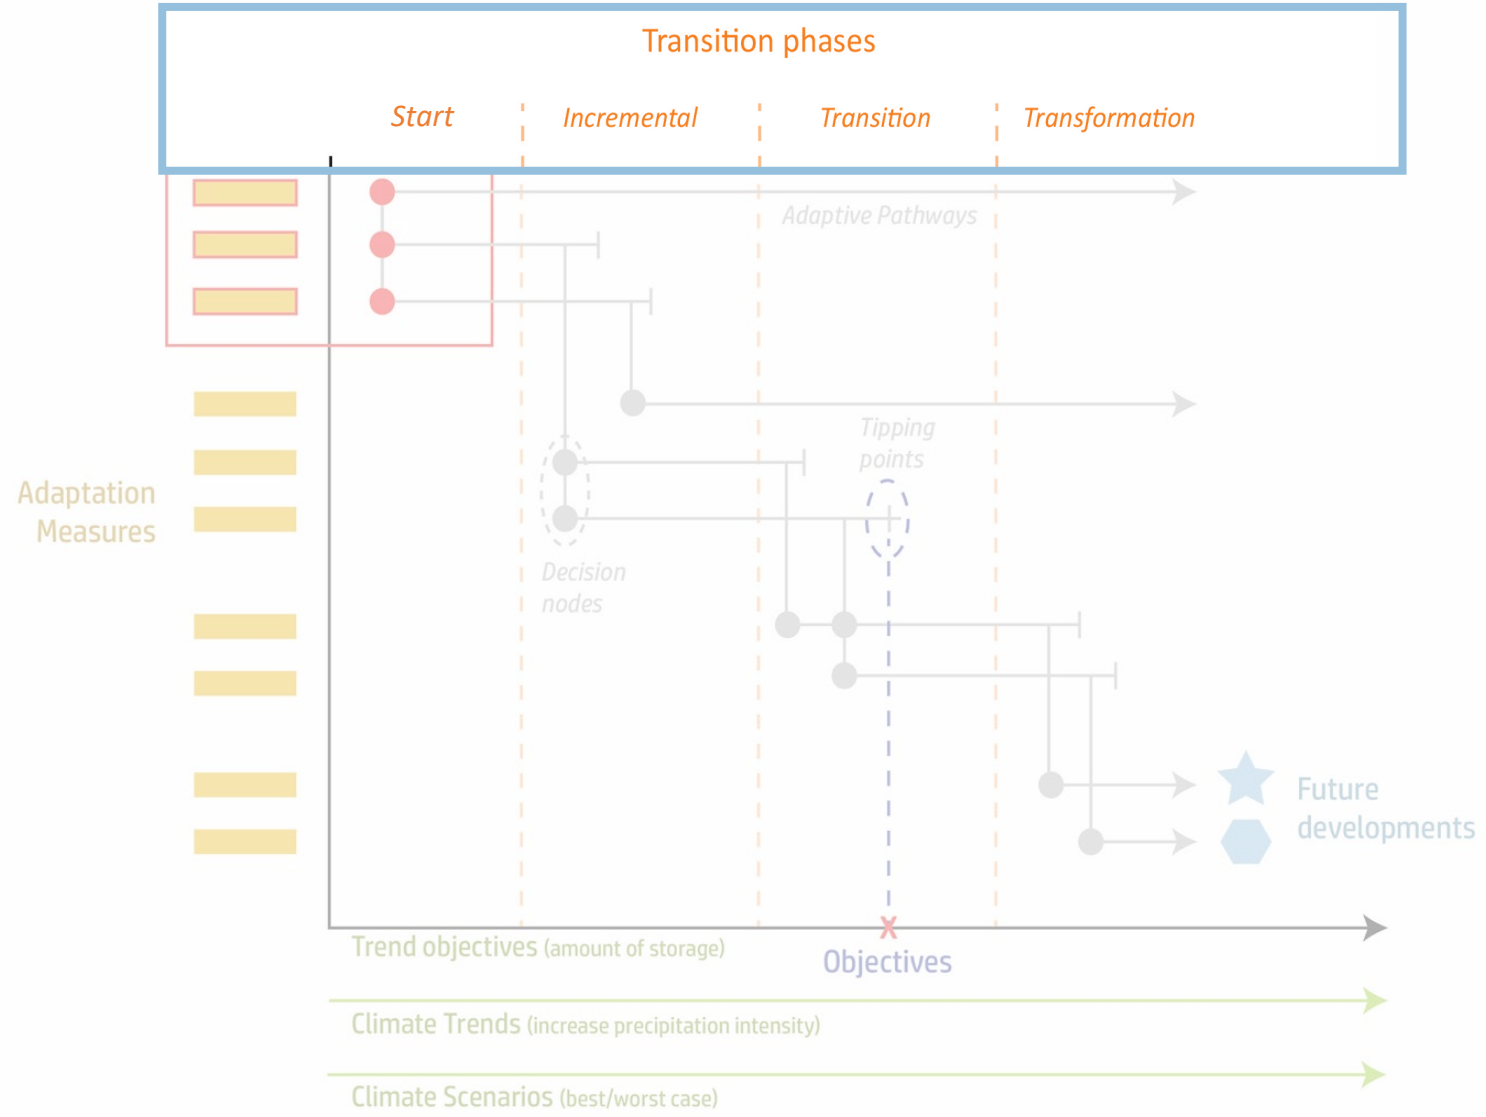 Transition phases
Start
Incremental
Transition
Transformation
Adaptive Pathways
Tipping
points
Adaptation
Measures
Decision
nodes
Future
developments
Trend objectives (amount of storage)
X
Objectives
Climate Trends (increase precipitation intensity)
Climate Scenarios (best/worst case)